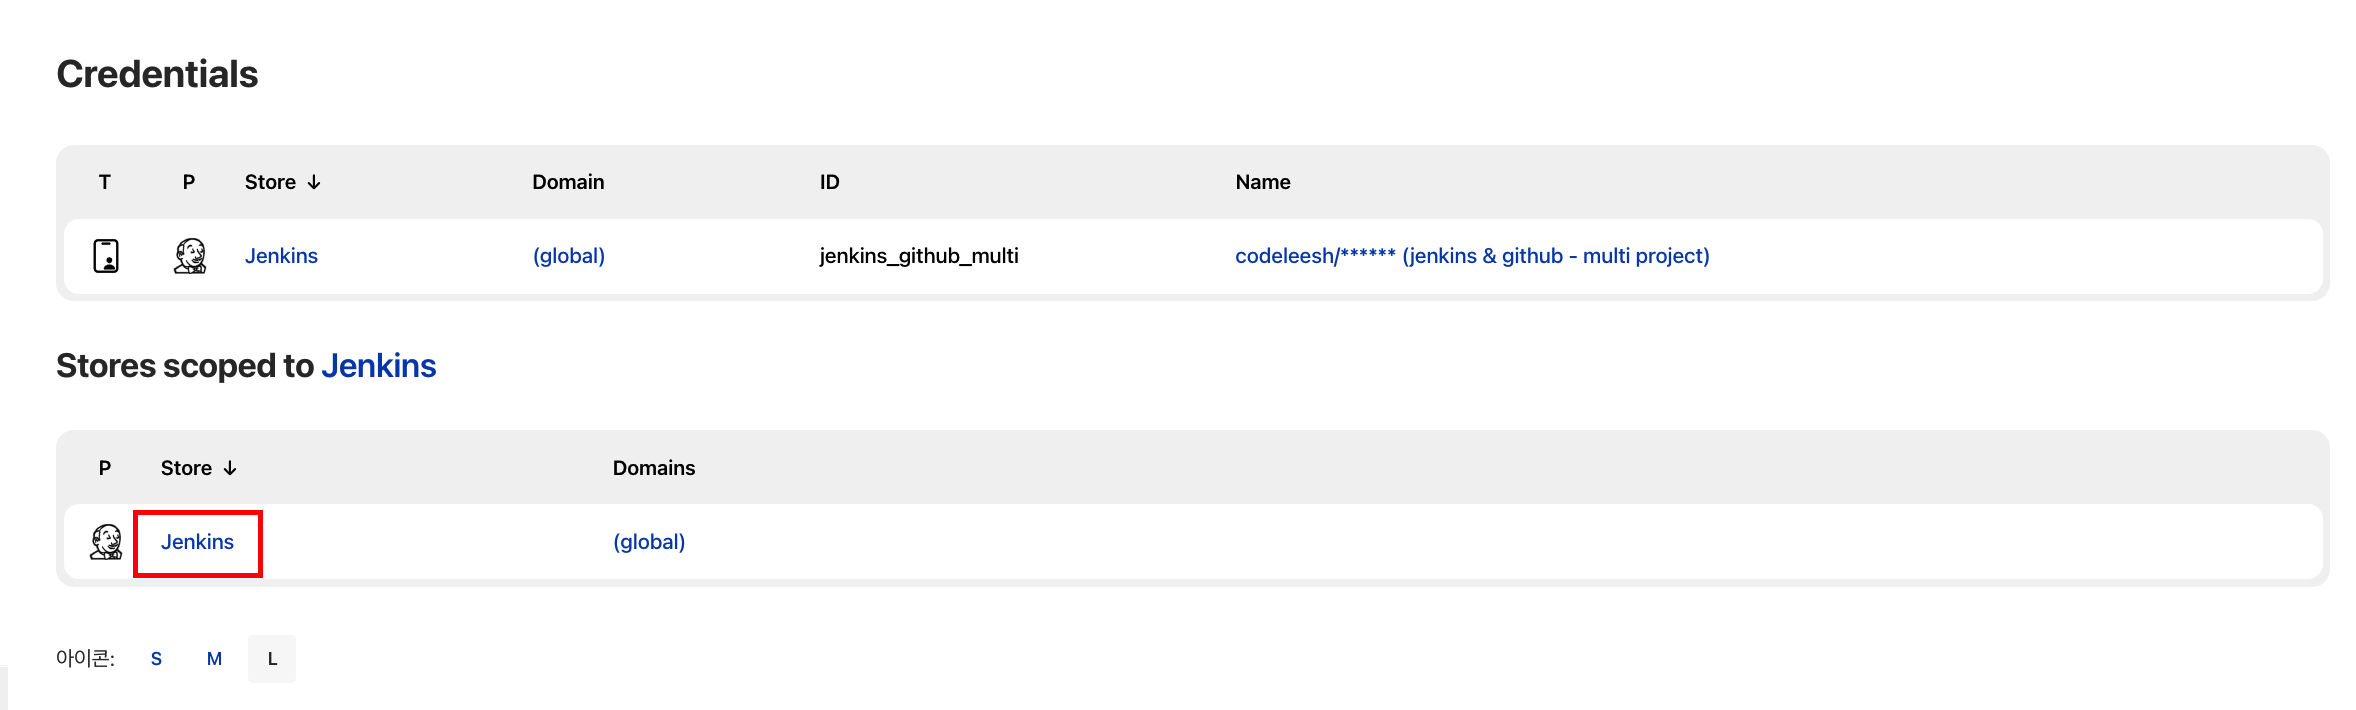 Credentials
T P Store ↓ Domain ID Name
Jenkins (global) jenkins_github_multi codeleesh/****** (jenkins & github - multi project)
Stores scoped to Jenkins
P Store ↓ Domains
Jenkins (global)
아이콘: S M L